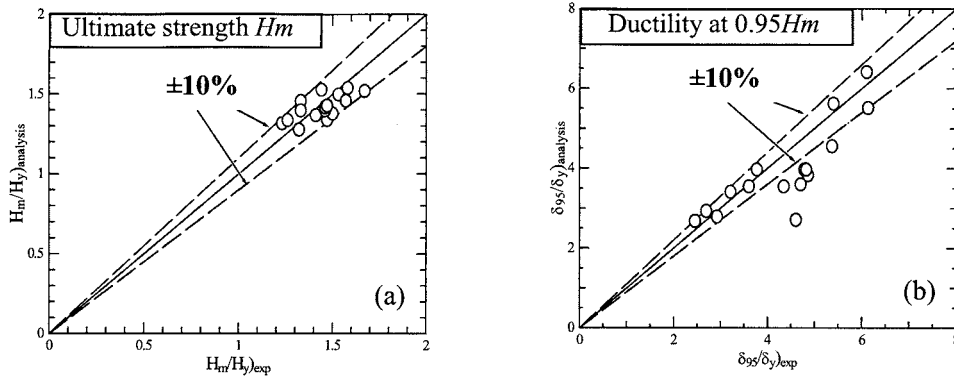 Ultimate strength Hm
±10%
(a)
2
1.5
1
0.5
0
0
0.5
1
1.5
2
Hm/Hy)analysis
Hm/Hy)exp
Ductility at 0.95Hm
±10%
(b)
8
6
4
2
0
0
2
4
6
8
δ95/δy)analysis
δ95/δy)exp